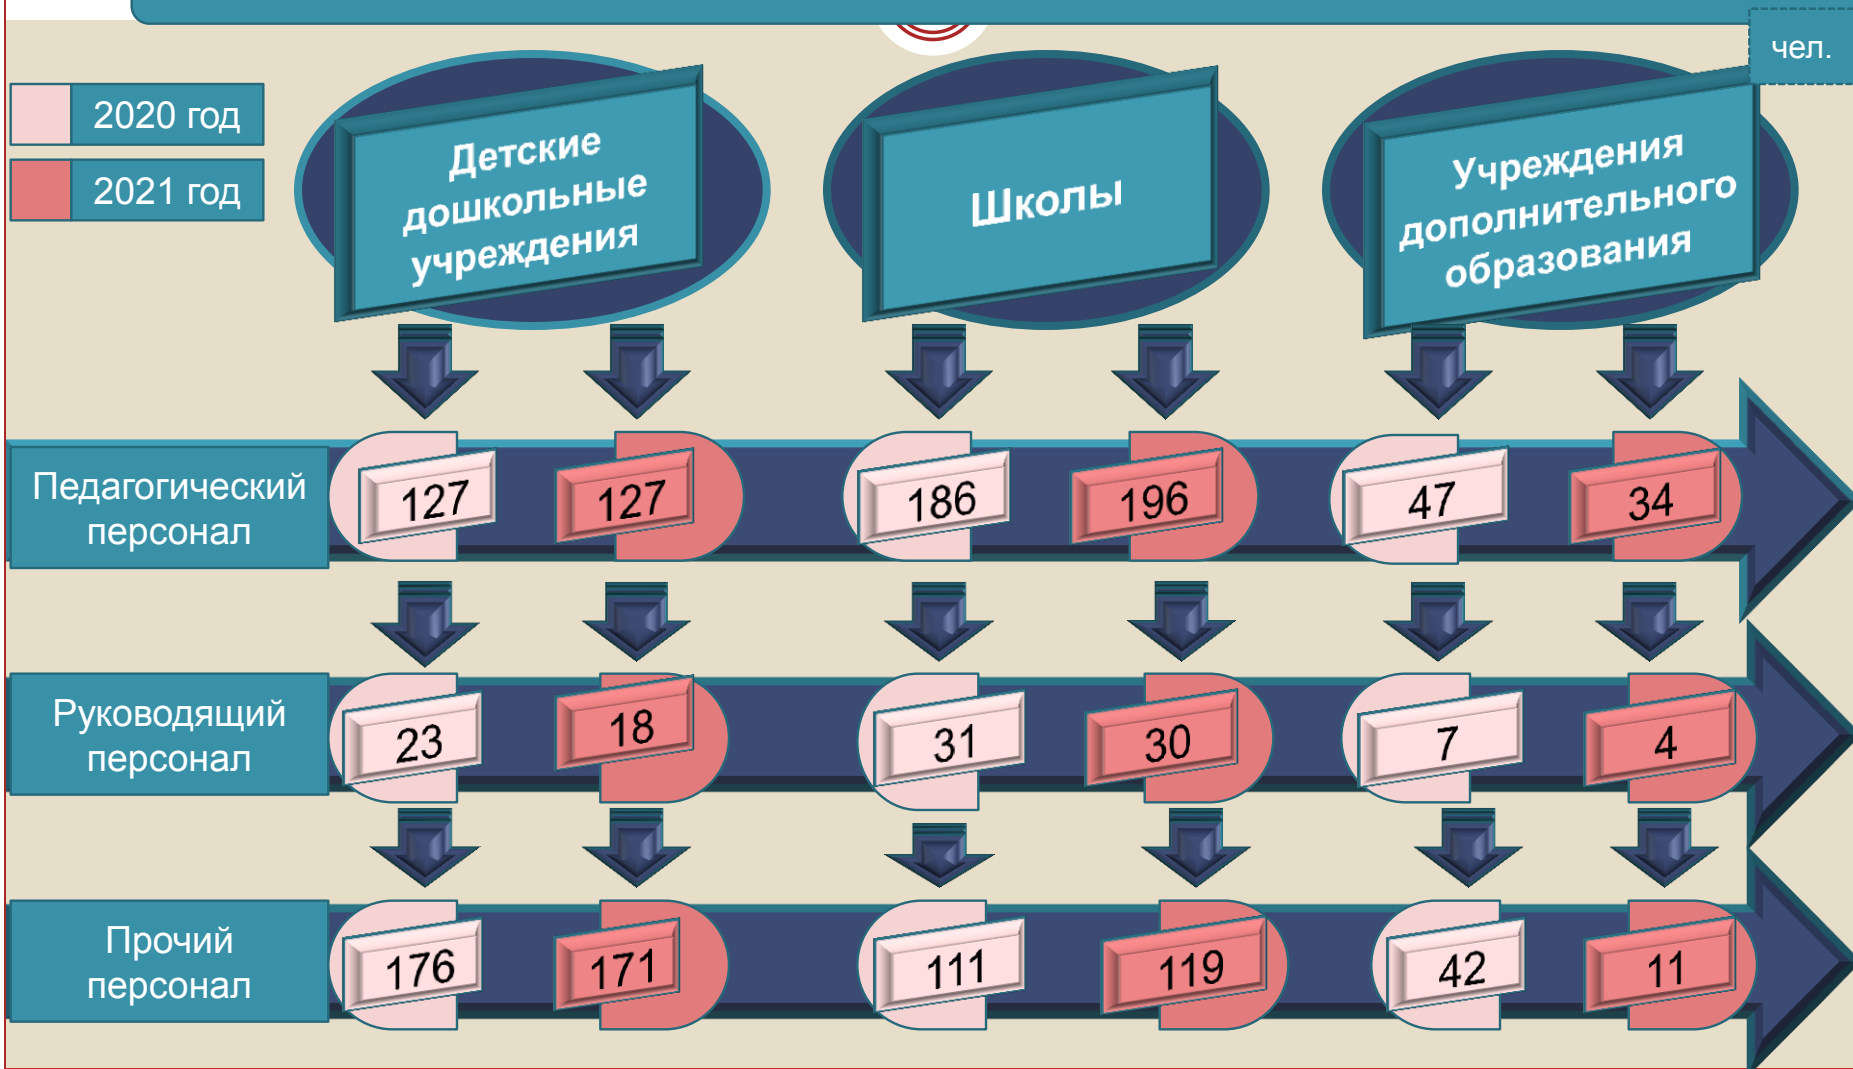 чел.
2020 год
2021 год
Детские
дошкольные
учреждения
Школы
Учреждения
дополнительного
образования
Педагогический
персонал
127
127
186
196
47
34
Руководящий
персонал
23
18
31
30
7
4
Прочий
персонал
176
171
111
119
42
11